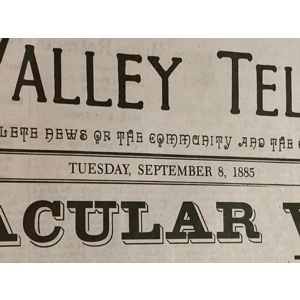 VALLEY TEL
LETE NEWS OF THE COMMUNITY AND THE
TUESDAY, SEPTEMBER 8, 1885
ACULAR